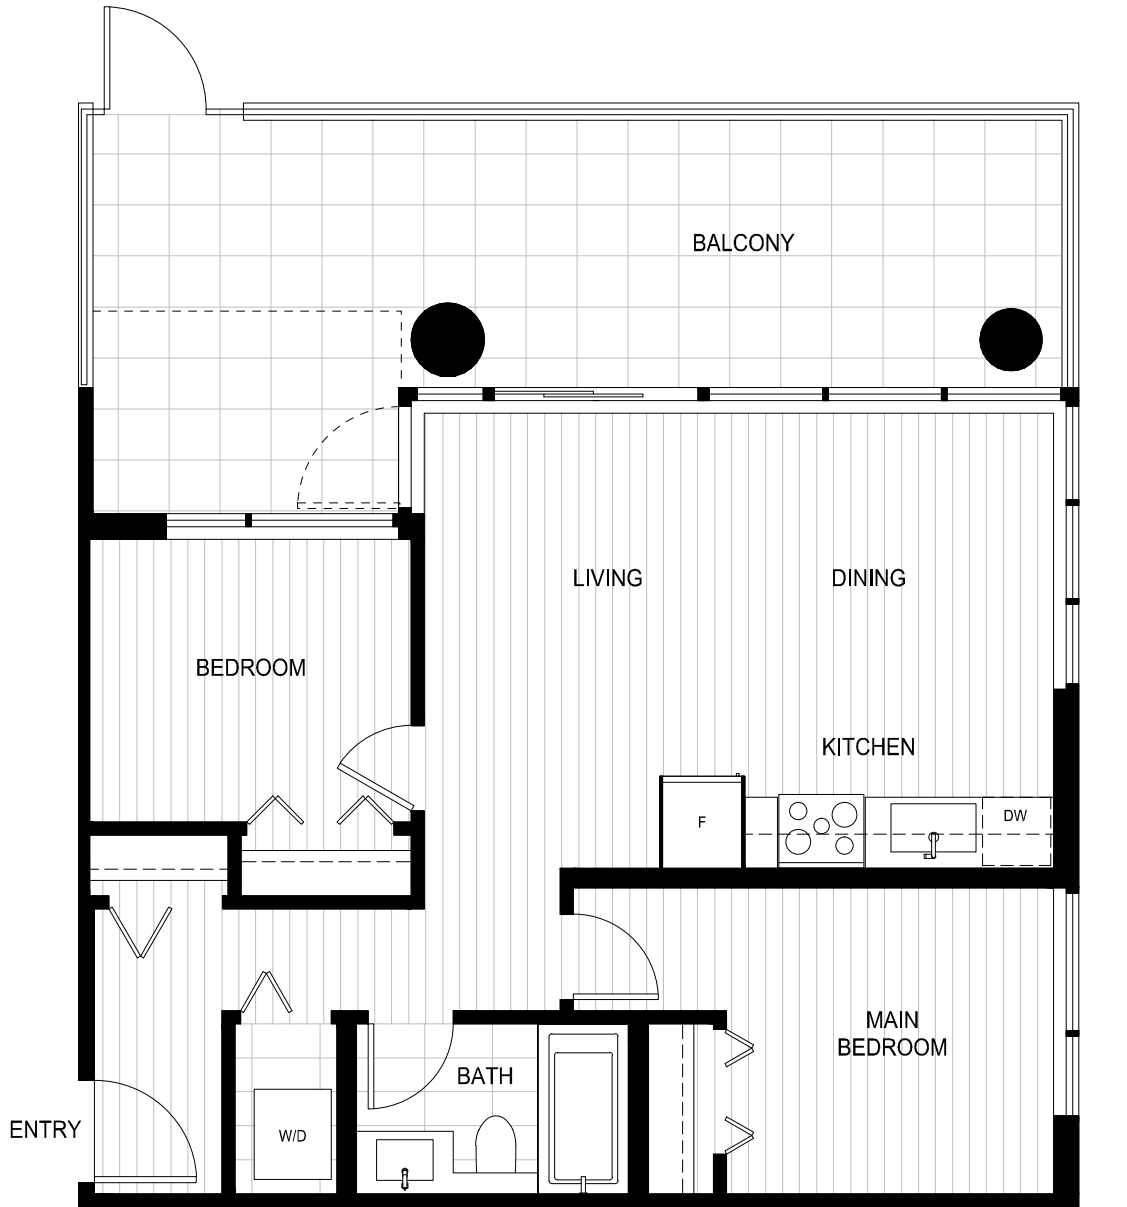 BALCONY
LIVING
DINING
BEDROOM
KITCHEN
F
DW
MAIN
BEDROOM
BATH
ENTRY
W/D